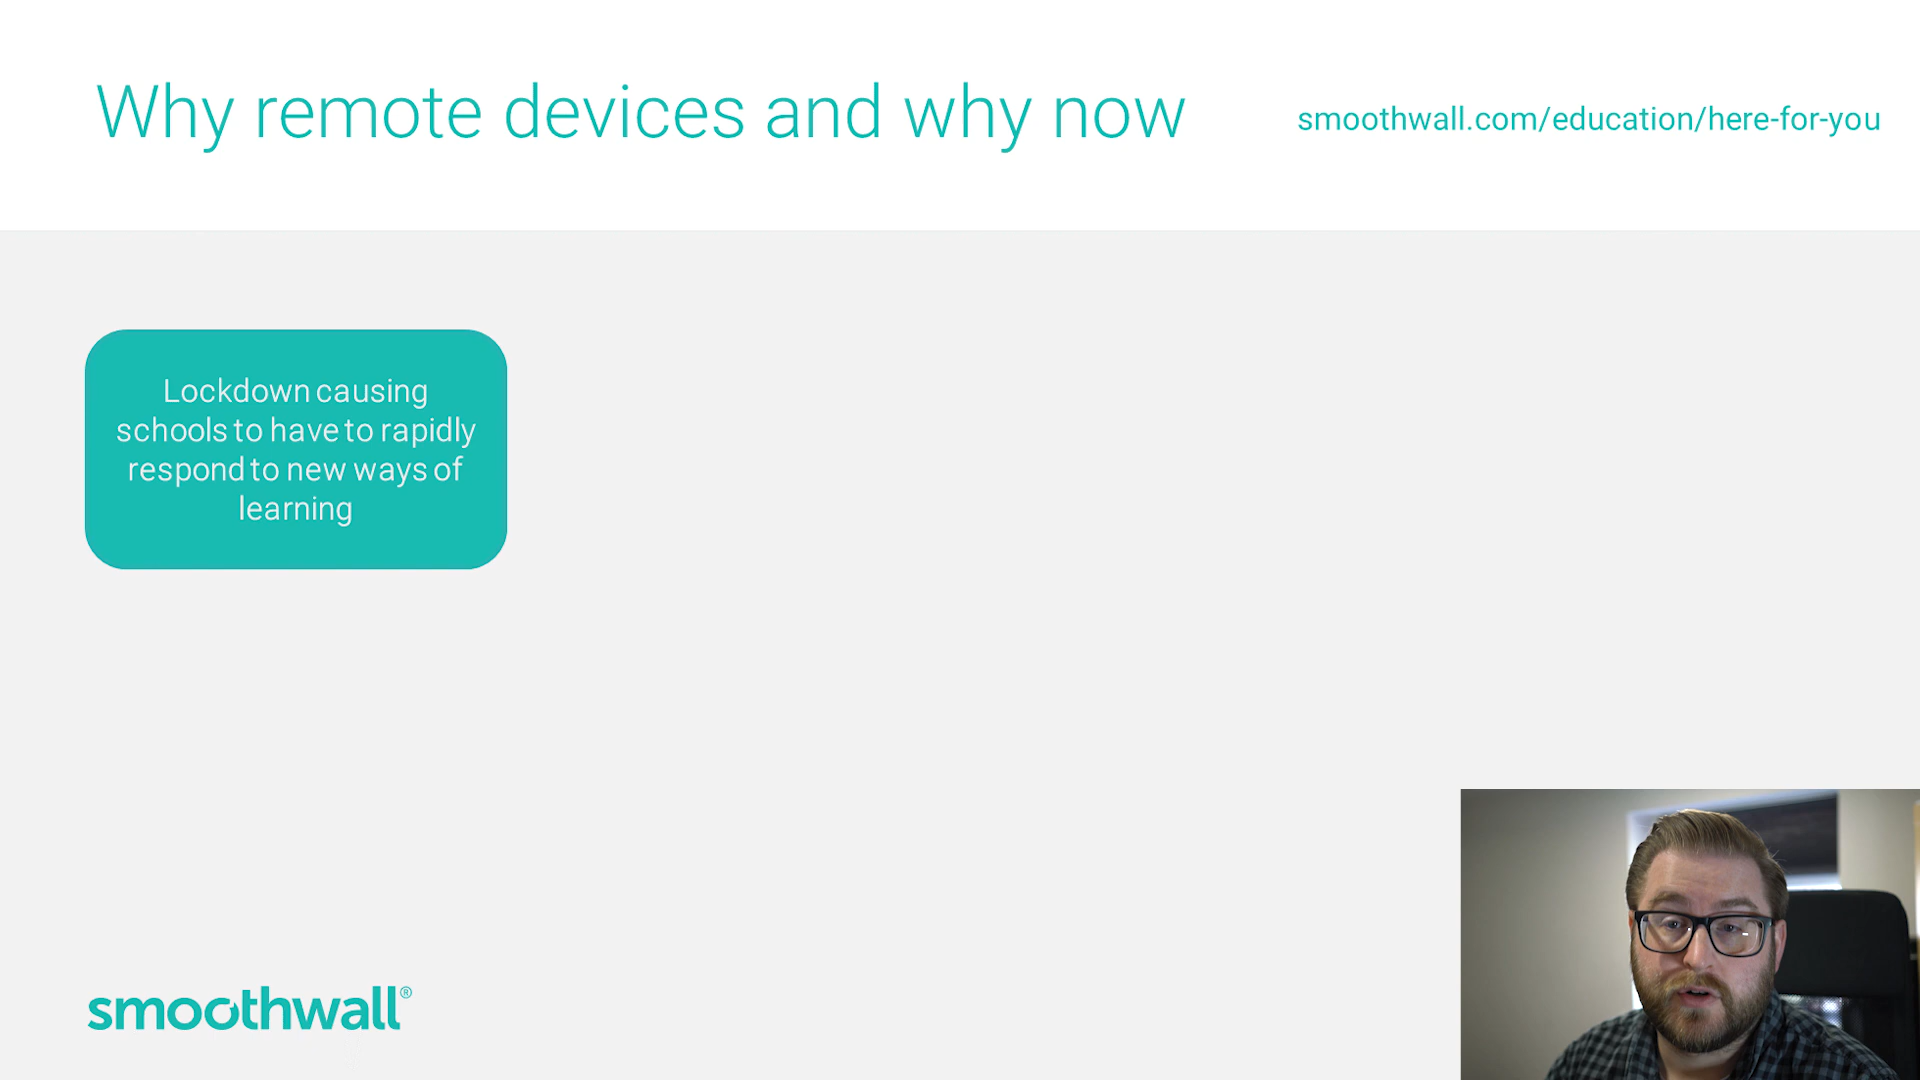 Why remote devices and why now
smoothwall.com/education/here-for-you
Lockdown causing
schools to have to rapidly
respond to new ways of
learning
smoothwall®